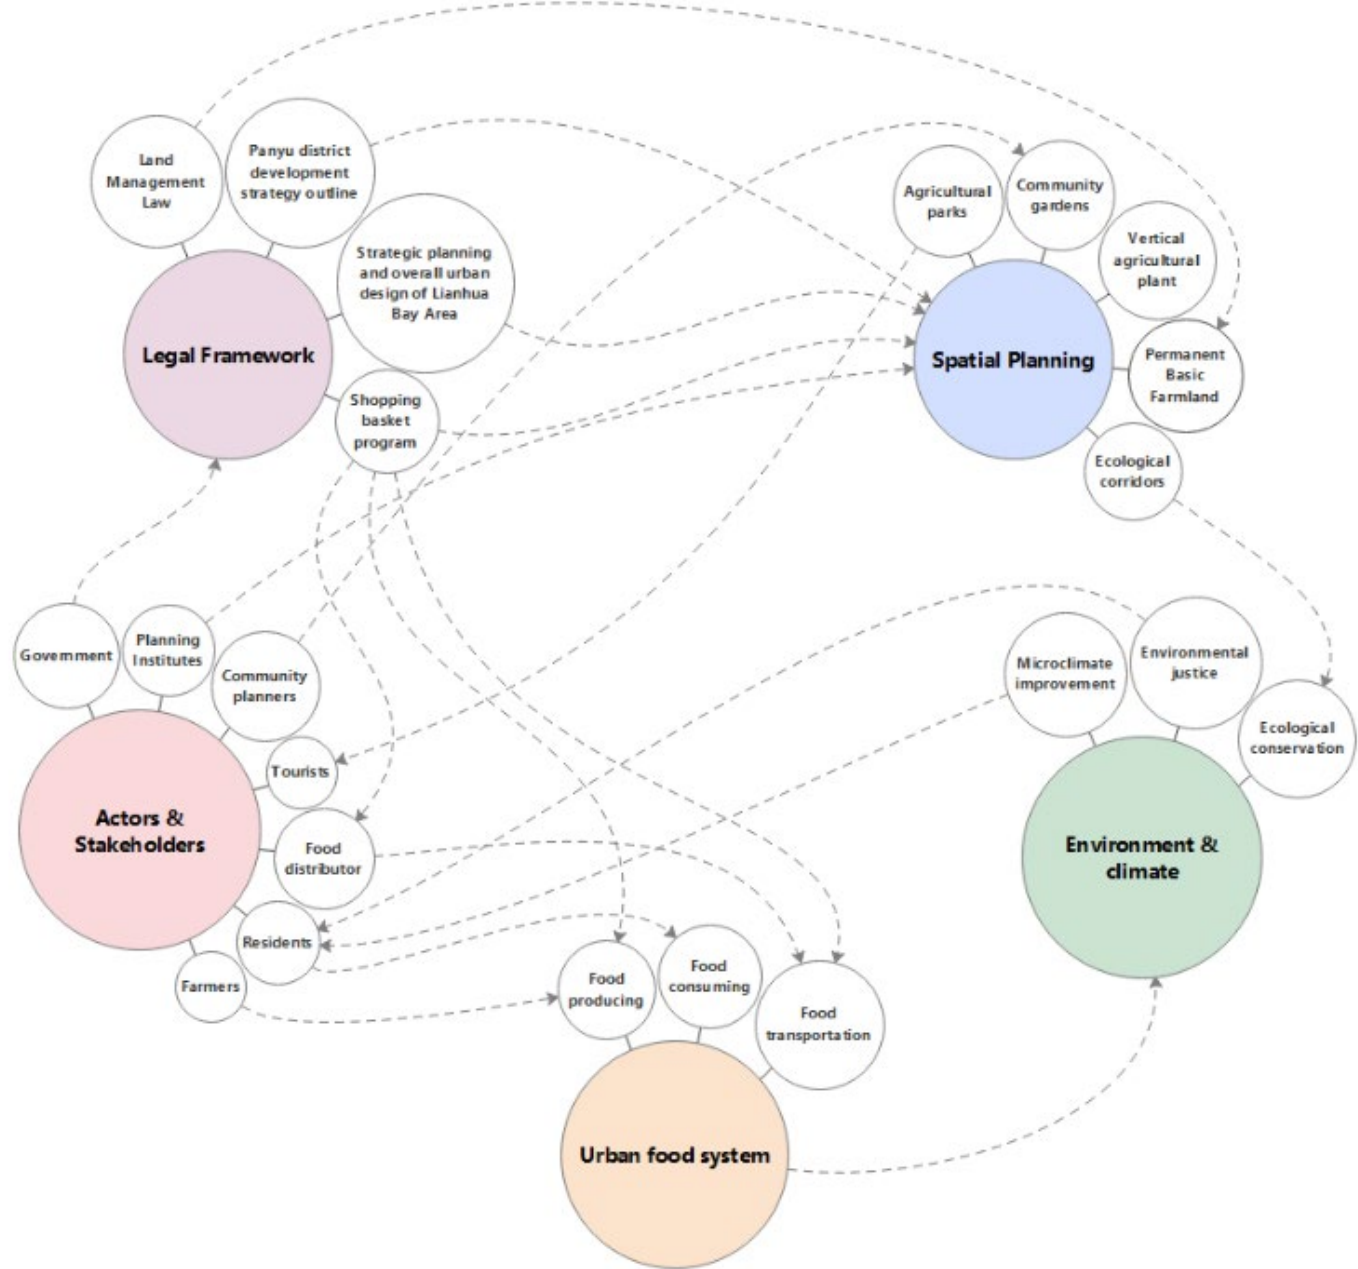 Land
Management
Law
Panyu district
development
strategy outline
Strategic planning
and overall urban
design of Lianhua
Bay Area
Legal Framework
Shopping
basket
program
Agricultural
parks
Community
gardens
Vertical
agricultural
plant
Spatial Planning
Permanent
Basic
Farmland
Ecological
corridors
Government
Planning
Institutes
Community
planners
Tourists
Actors &
Stakeholders
Food
distributor
Residents
Farmers
Microclimate
improvement
Environmental
justice
Ecological
conservation
Environment &
climate
Food
producing
Food
consuming
Food
transportation
Urban food system